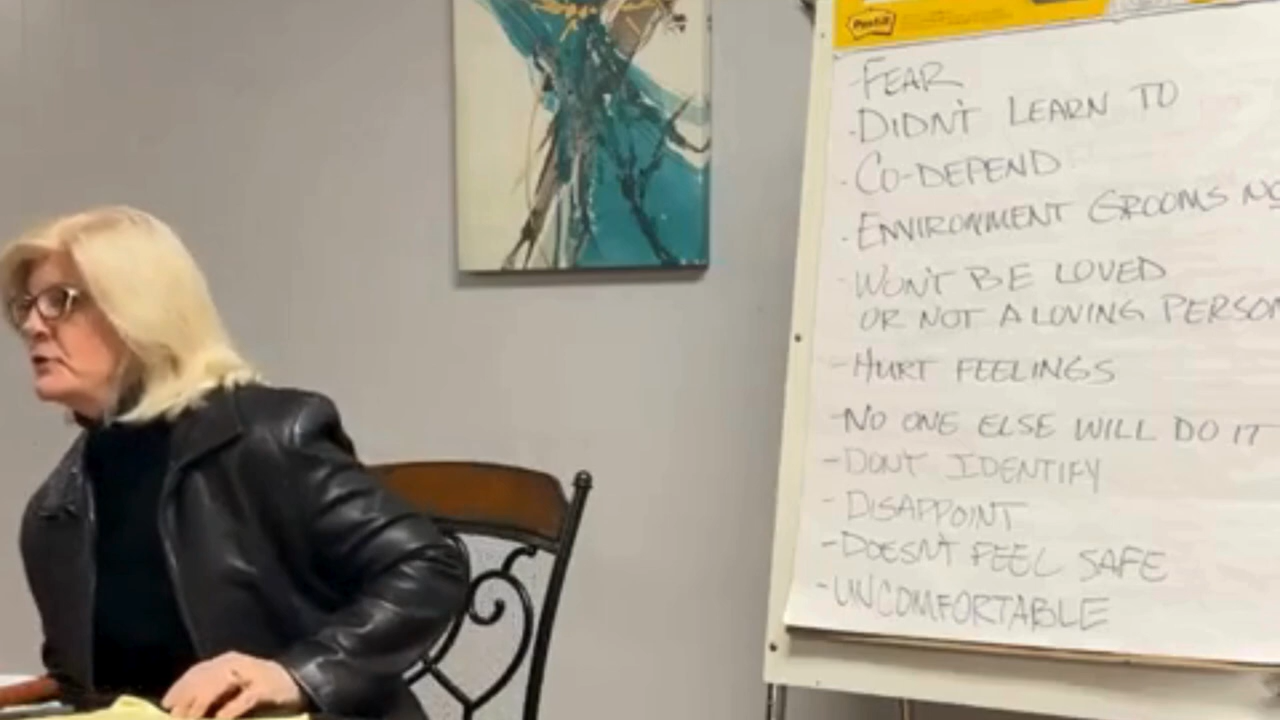 Post-it
-FEAR
-DIDN'T LEARN TO
-CO-DEPEND
-ENVIRONMENT GROOMS
-WON'T BE LOVED
OR NOT A LOVING PERSON
-HURT FEELINGS
-NO ONE ELSE WILL DO IT
-DON'T IDENTIFY
-DISAPPOINT
-DOESN'T FEEL SAFE
-UNCOMFORTABLE